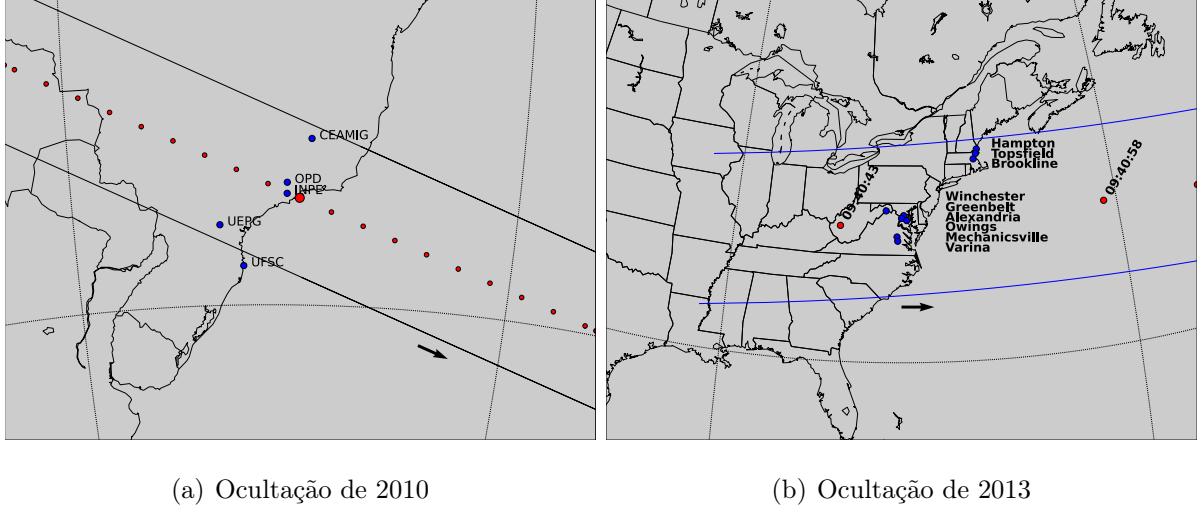 CEAMIG
OPD
INPE
UEPG
UFSC
09:40:43
09:40:58
Hampton
Topsfield
Brookline
Winchester
Greenbelt
Alexandria
Owings
Mechanicsville
Varina
(a) Ocultação de 2010
(b) Ocultação de 2013